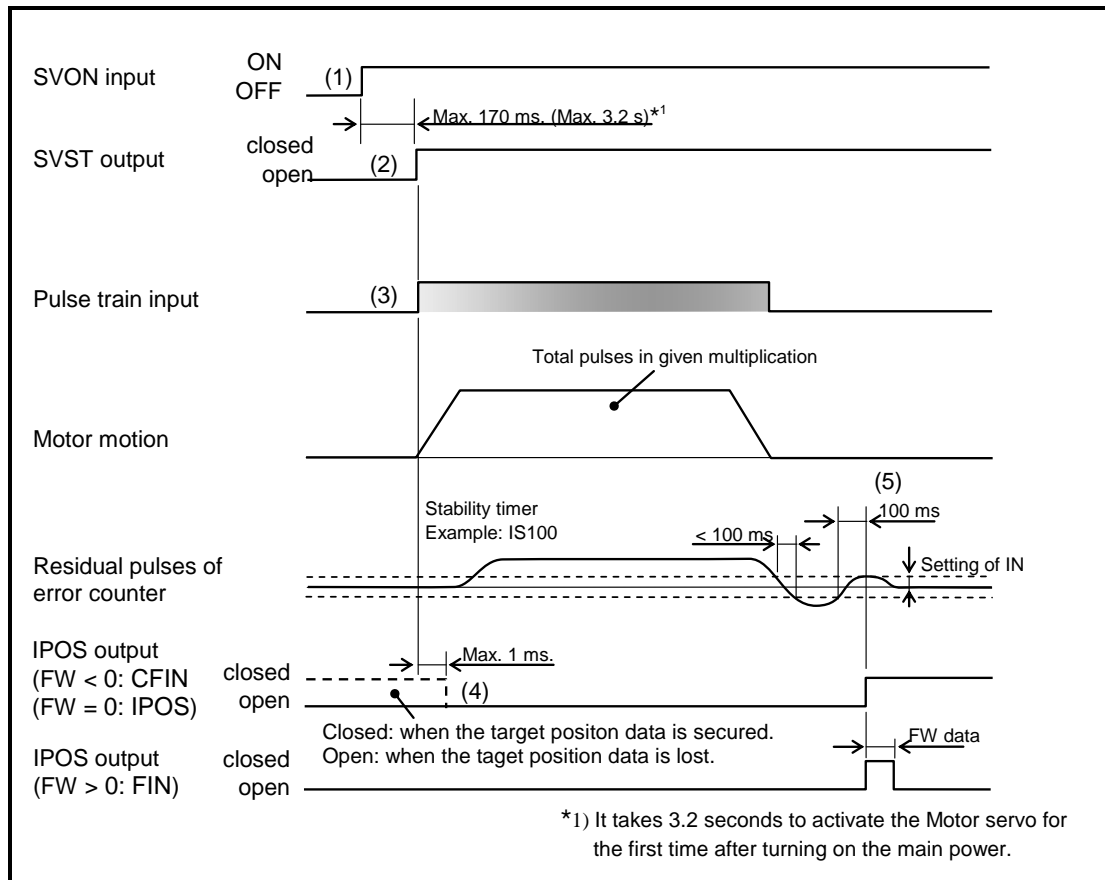 SVON input
ON
OFF
(1)
Max. 170 ms. (Max. 3.2 s)*1
SVST output
closed
open
(2)
Pulse train input
(3)
Total pulses in given multiplication
Motor motion
(5)
Stability timer
Example: IS100
< 100 ms
100 ms
Residual pulses of
error counter
Setting of IN
IPOS output
(FW < 0: CFIN
(FW = 0: IPOS)
closed
open
Max. 1 ms.
(4)
Closed: when the target positon data is secured.
Open: when the taget position data is lost.
IPOS output
(FW > 0: FIN)
closed
open
FW data
*1) It takes 3.2 seconds to activate the Motor servo for
the first time after turning on the main power.